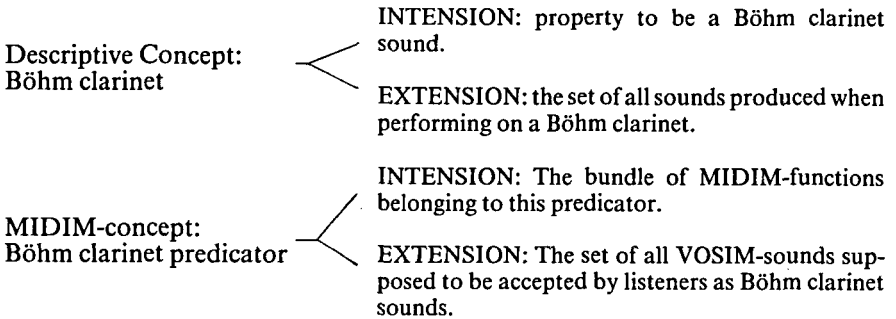 Descriptive Concept:
Böhm clarinet
INTENSION: property to be a Böhm clarinet
sound.
EXTENSION: the set of all sounds produced when
performing on a Böhm clarinet.
MIDIM-concept:
Böhm clarinet predicator
INTENSION: The bundle of MIDIM-functions
belonging to this predicator.
EXTENSION: The set of all VOSIM-sounds sup-
posed to be accepted by listeners as Böhm clarinet
sounds.